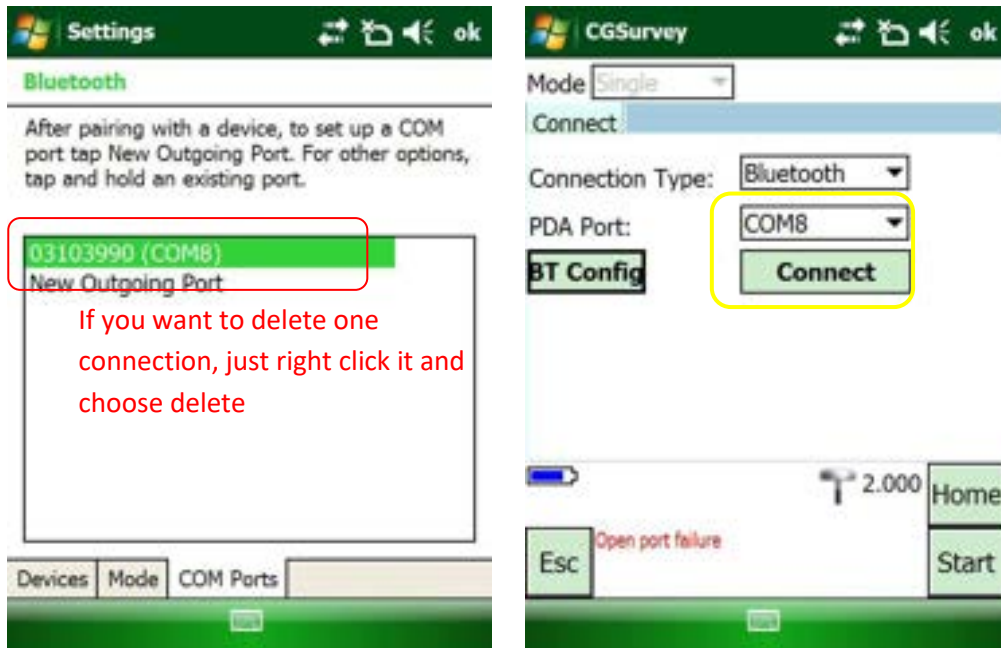 Settings
ok
Bluetooth
After pairing with a device, to set up a COM
port tap New Outgoing Port. For other options,
tap and hold an existing port.
03103990 (COM8)
New Outgoing Port
If you want to delete one
connection, just right click it and
choose delete
Devices
Mode
COM Ports
CGSurvey
ok
Mode Single
Connect
Connection Type: Bluetooth
PDA Port: COM8
BT Config Connect
2.000
Home
Esc
Open port failure
Start